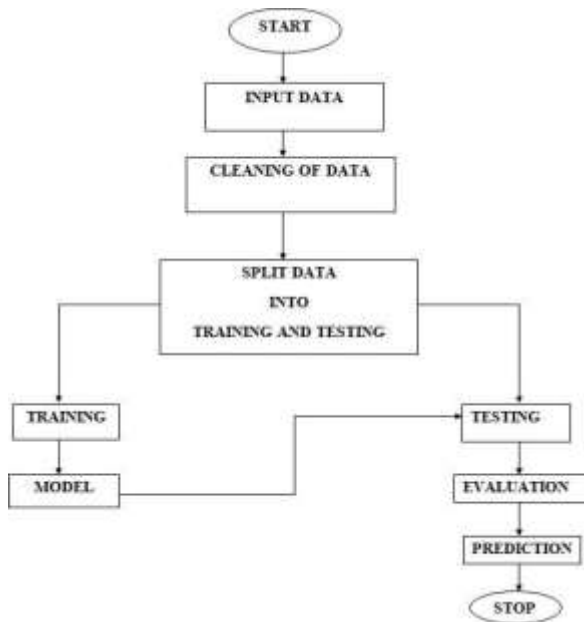 START
INPUT DATA
CLEANING OF DATA
SPLIT DATA
INTO
TRAINING AND TESTING
TRAINING
TESTING
MODEL
EVALUATION
PREDICTION
STOP